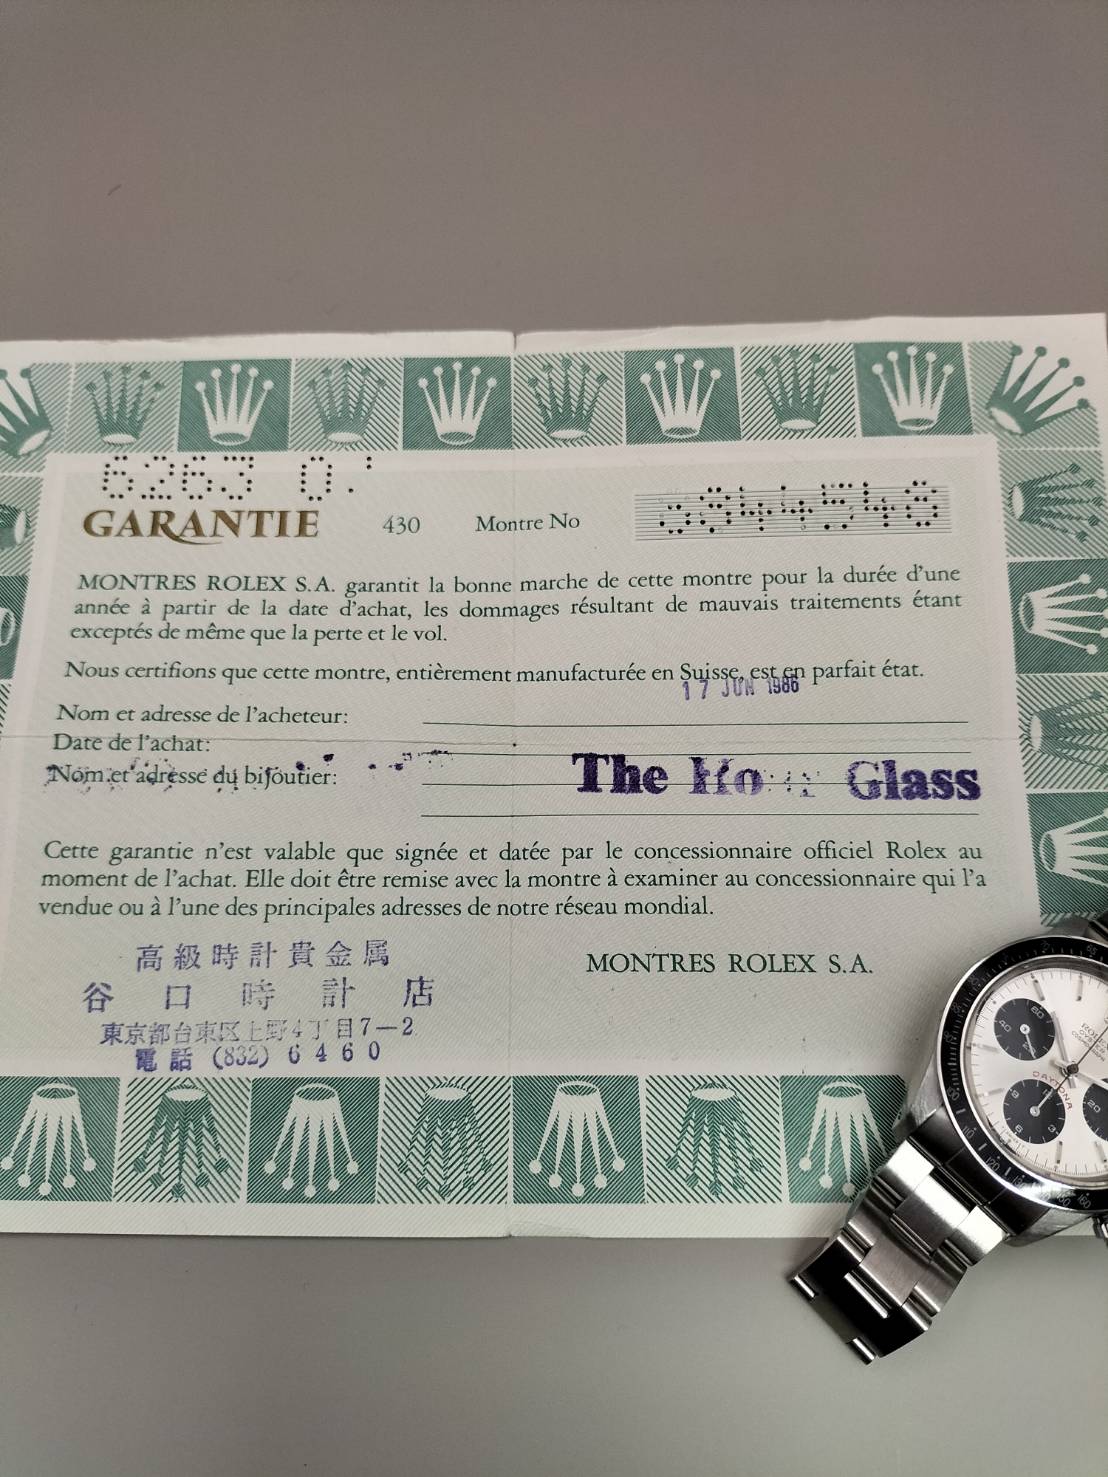 6263 0
GARANTIE 430 Montre No
MONTRES ROLEX S.A. garantit la bonne marche de cette montre pour la durée d'une
année à partir de la date d'achat, les dommages résultant de mauvais traitements étant
exceptés de même que la perte et le vol.
Nous certifions que cette montre, entièrement manufacturée en Suisse, est en parfait état.
17 JUN 1986
Nom et adresse de l'acheteur:
Date de l'achat:
Nom et adresse du bijoutier:
The Glass
Cette garantie n'est valable que signée et datée par le concessionnaire officiel Rolex au
moment de l'achat. Elle doit être remise avec la montre à examiner au concessionnaire qui l'a
vendue ou à l'une des principales adresses de notre réseau mondial.
MONTRES ROLEX S.A.
高級時計貴金属
谷口時計店
東京都台東区上野4丁目7-2
電話 (832) 6460
ROLEX
OYSTER
COSMOGRAPH
DAYTONA